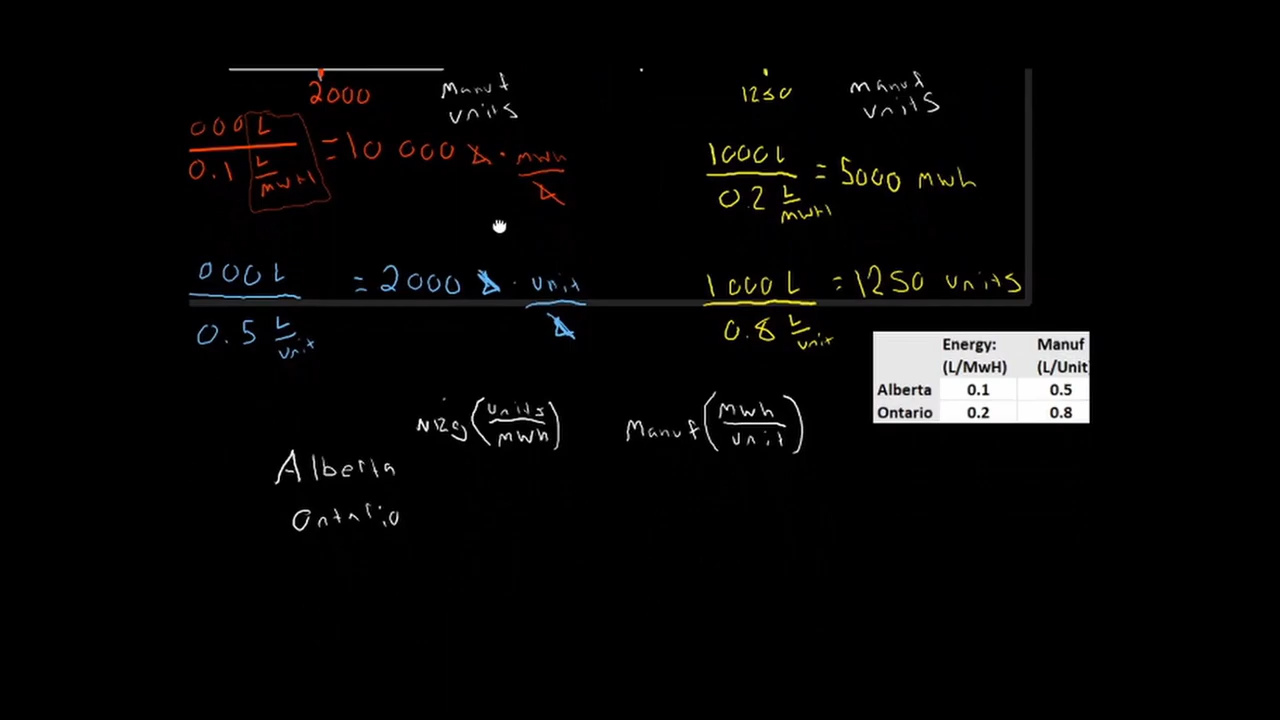 2000
Manuf
units
1250
Manuf
units
000 L
0.1 L/MWH
= 10 000 L · MWh/L
1000L
0.2 L/MWH
= 5000 MWh
000L
0.5 L/unit
= 2000 L · unit/L
1000 L
0.8 L/unit
= 1250 units
Energy: Manuf
(L/MwH) (L/Unit
Alberta 0.1 0.5
Ontario 0.2 0.8
(units/MWh) Manuf (MWh/unit)
Alberta
Ontario